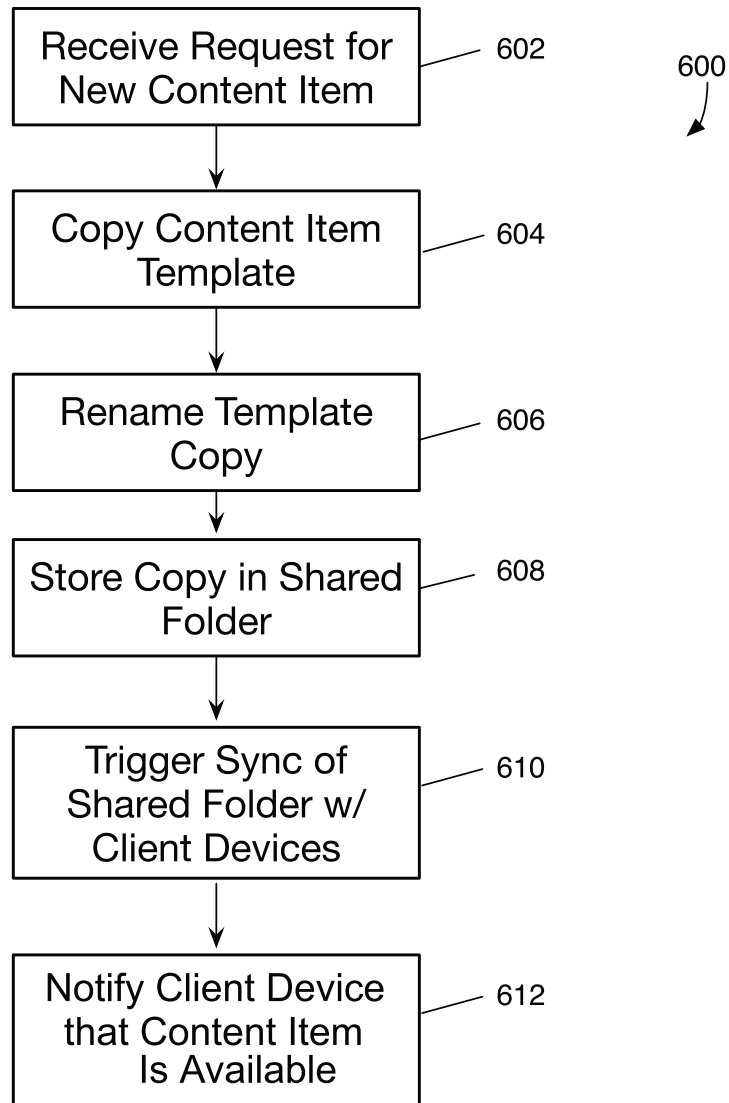 Receive Request for
New Content Item
602
600
Copy Content Item
Template
604
Rename Template
Copy
606
Store Copy in Shared
Folder
608
Trigger Sync of
Shared Folder w/
Client Devices
610
Notify Client Device
that Content Item
Is Available
612